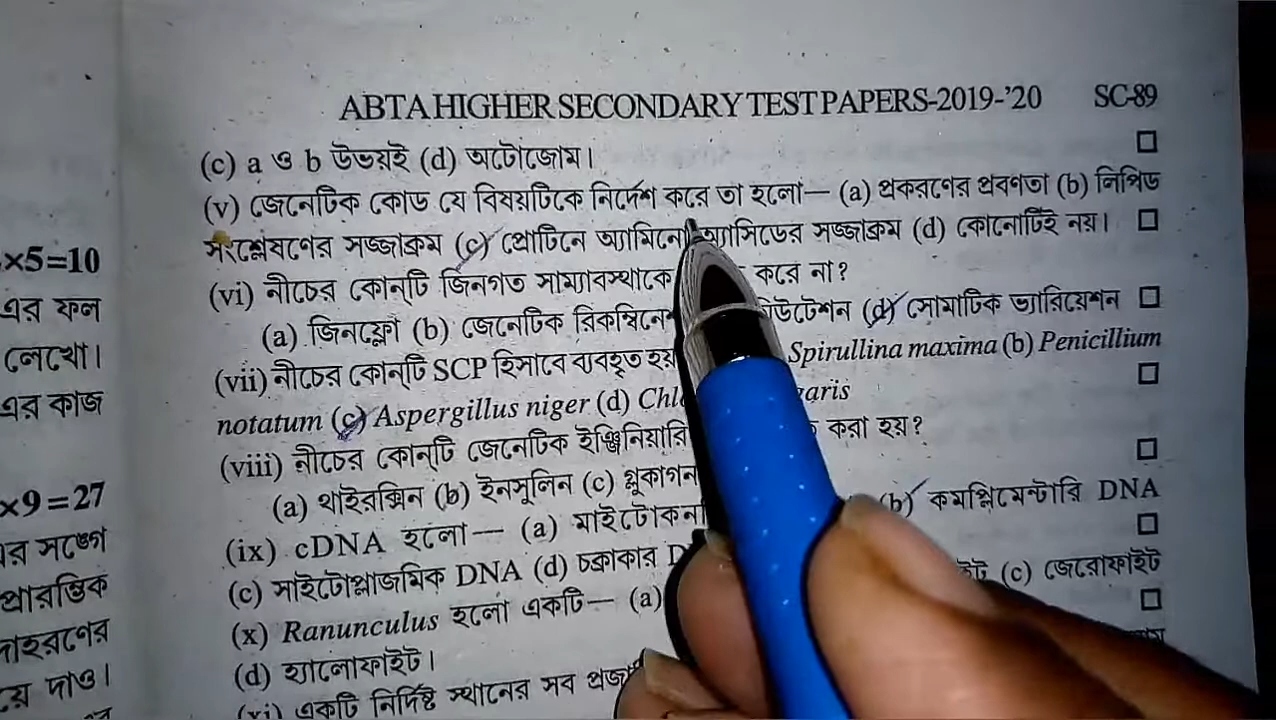 ABTA HIGHER SECONDARY TEST PAPERS-2019-'20 SC-89
(c) a ও b উভয়ই (d) অটোজোম।
(v) জেনেটিক কোড যে বিষয়টিকে নির্দেশ করে তা হলো— (a) প্রকরণের প্রবণতা (b) লিপিড
সংশ্লেষণের সজ্জাক্রম (c) প্রোটিনে অ্যামিনো অ্যাসিডের সজ্জাক্রম (d) কোনোটিই নয়।
(vi) নীচের কোন্‌টি জিনগত সাম্যাবস্থাকে করে না?
(a) জিনফ্লো (b) জেনেটিক (d) সোমাটিক ভ্যারিয়েশন
(vii) নীচের কোন্‌টি SCP হিসাবে ব্যবহৃত হয় Spirullina maxima (b) Penicillium
notatum (c) Aspergillus niger (d)
(viii) নীচের কোন্‌টি জেনেটিক করা হয়?
(a) থাইরক্সিন (b) ইনসুলিন (c) গ্লুকাগন
(ix) cDNA হলো— (a) (b) কমপ্লিমেন্টারি DNA
(c) সাইটোপ্লাজমিক DNA (d) চক্রাকার
(x) Ranunculus হলো একটি— (a) (c) জেরোফাইট
(d) হ্যালোফাইট।
(xi) একটি নির্দিষ্ট স্থানের সব
×5=10
এর ফল
লেখো।
এর কাজ
×9=27
সঙ্গে
প্রারম্ভিক
দাও।